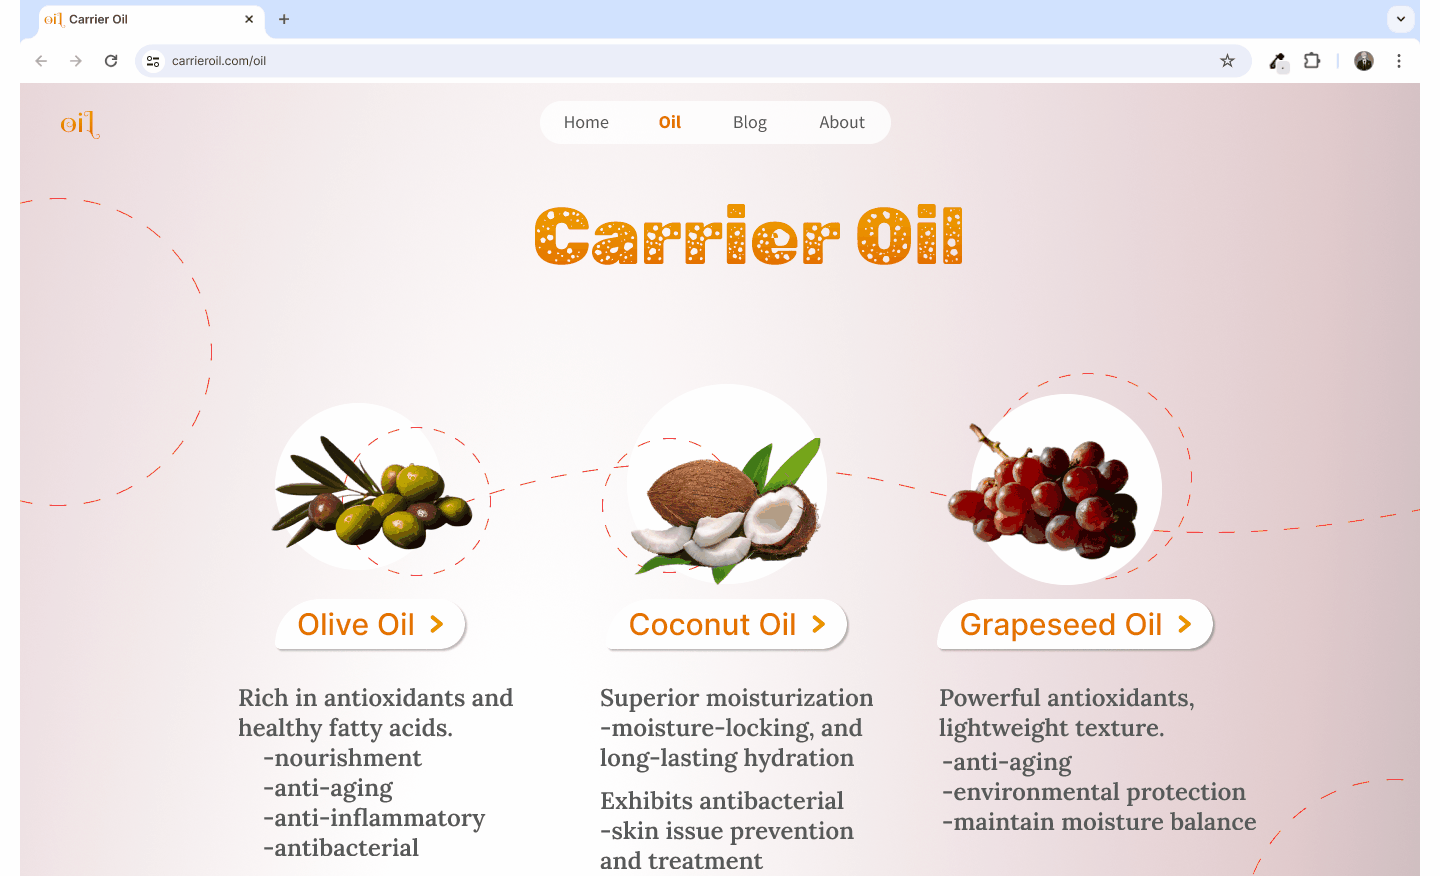 oil Carrier Oil
carrieroil.com/oil
oil
Home Oil Blog About
Carrier Oil
Olive Oil
Coconut Oil
Grapeseed Oil
Rich in antioxidants and
healthy fatty acids.
-nourishment
-anti-aging
-anti-inflammatory
-antibacterial
Superior moisturization
-moisture-locking, and
long-lasting hydration
Exhibits antibacterial
-skin issue prevention
and treatment
Powerful antioxidants,
lightweight texture.
-anti-aging
-environmental protection
-maintain moisture balance